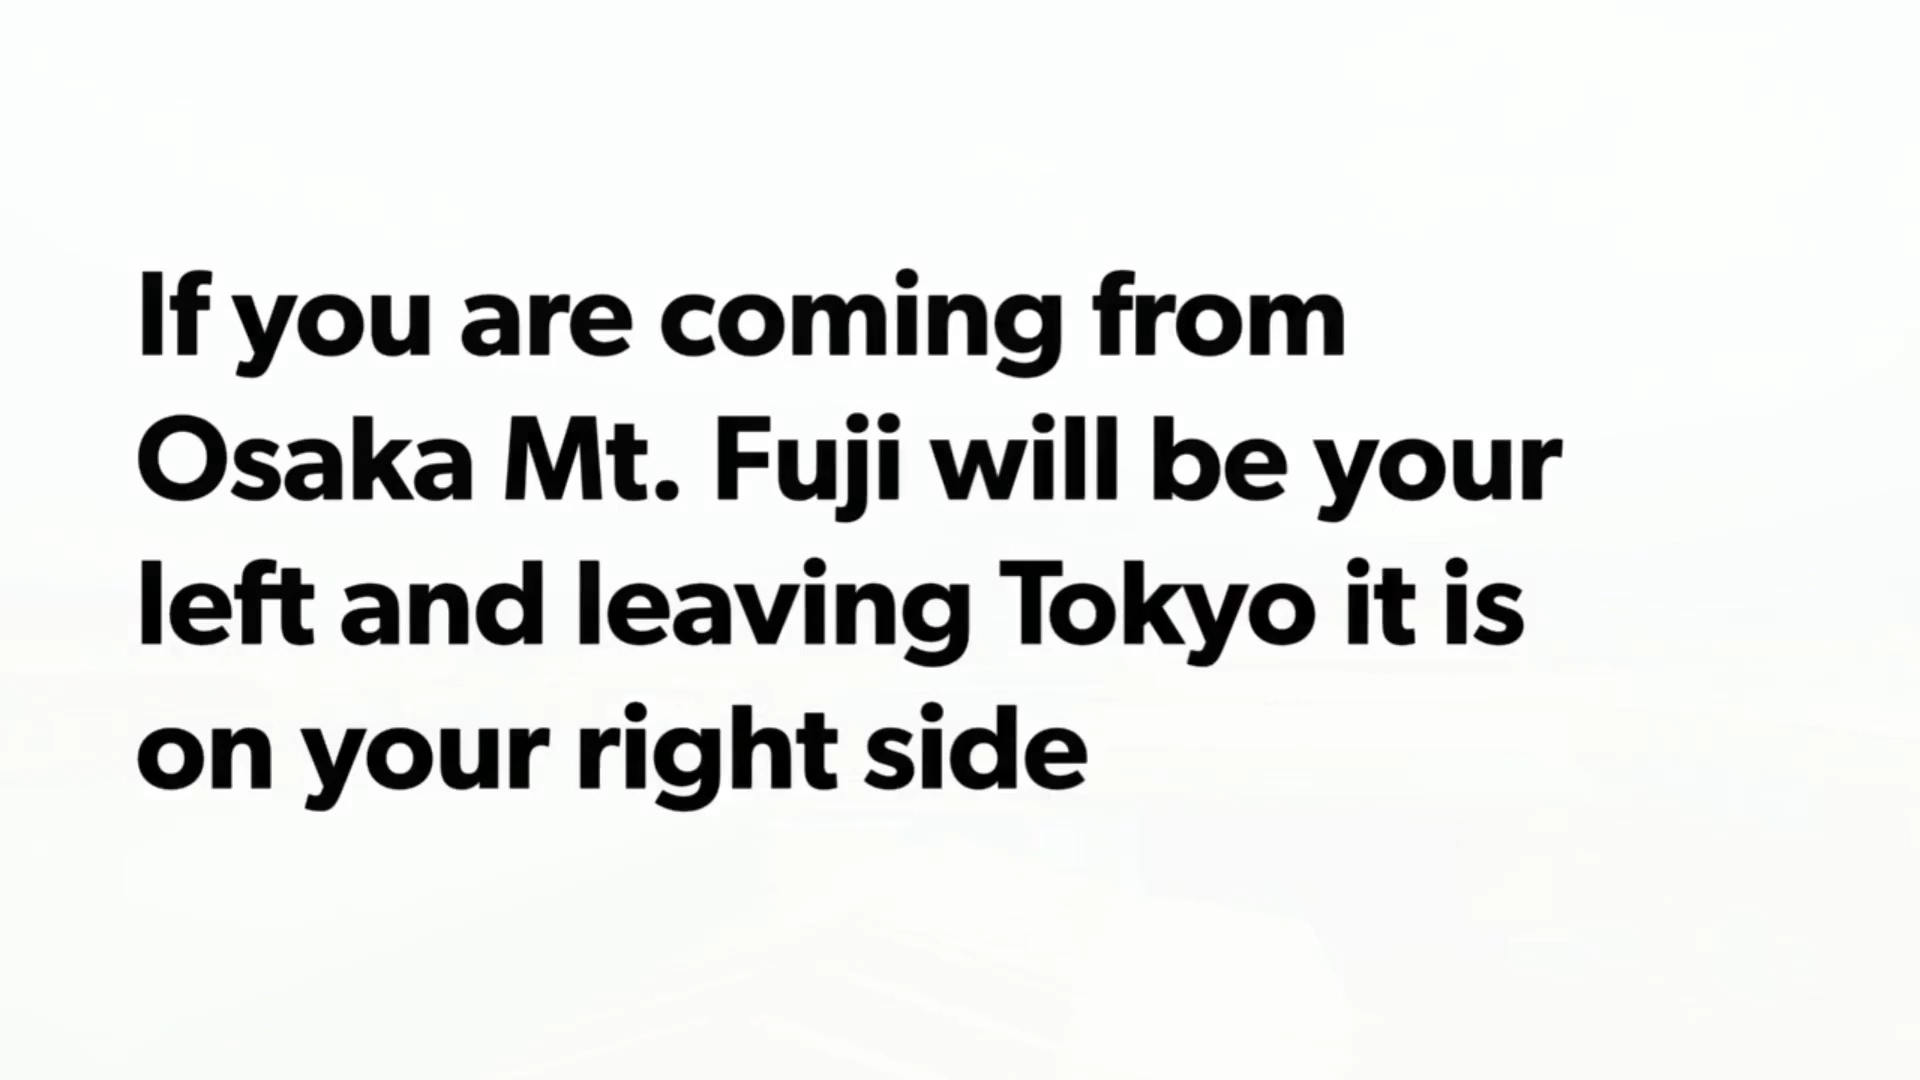 If you are coming from
Osaka Mt. Fuji will be your
left and leaving Tokyo it is
on your right side